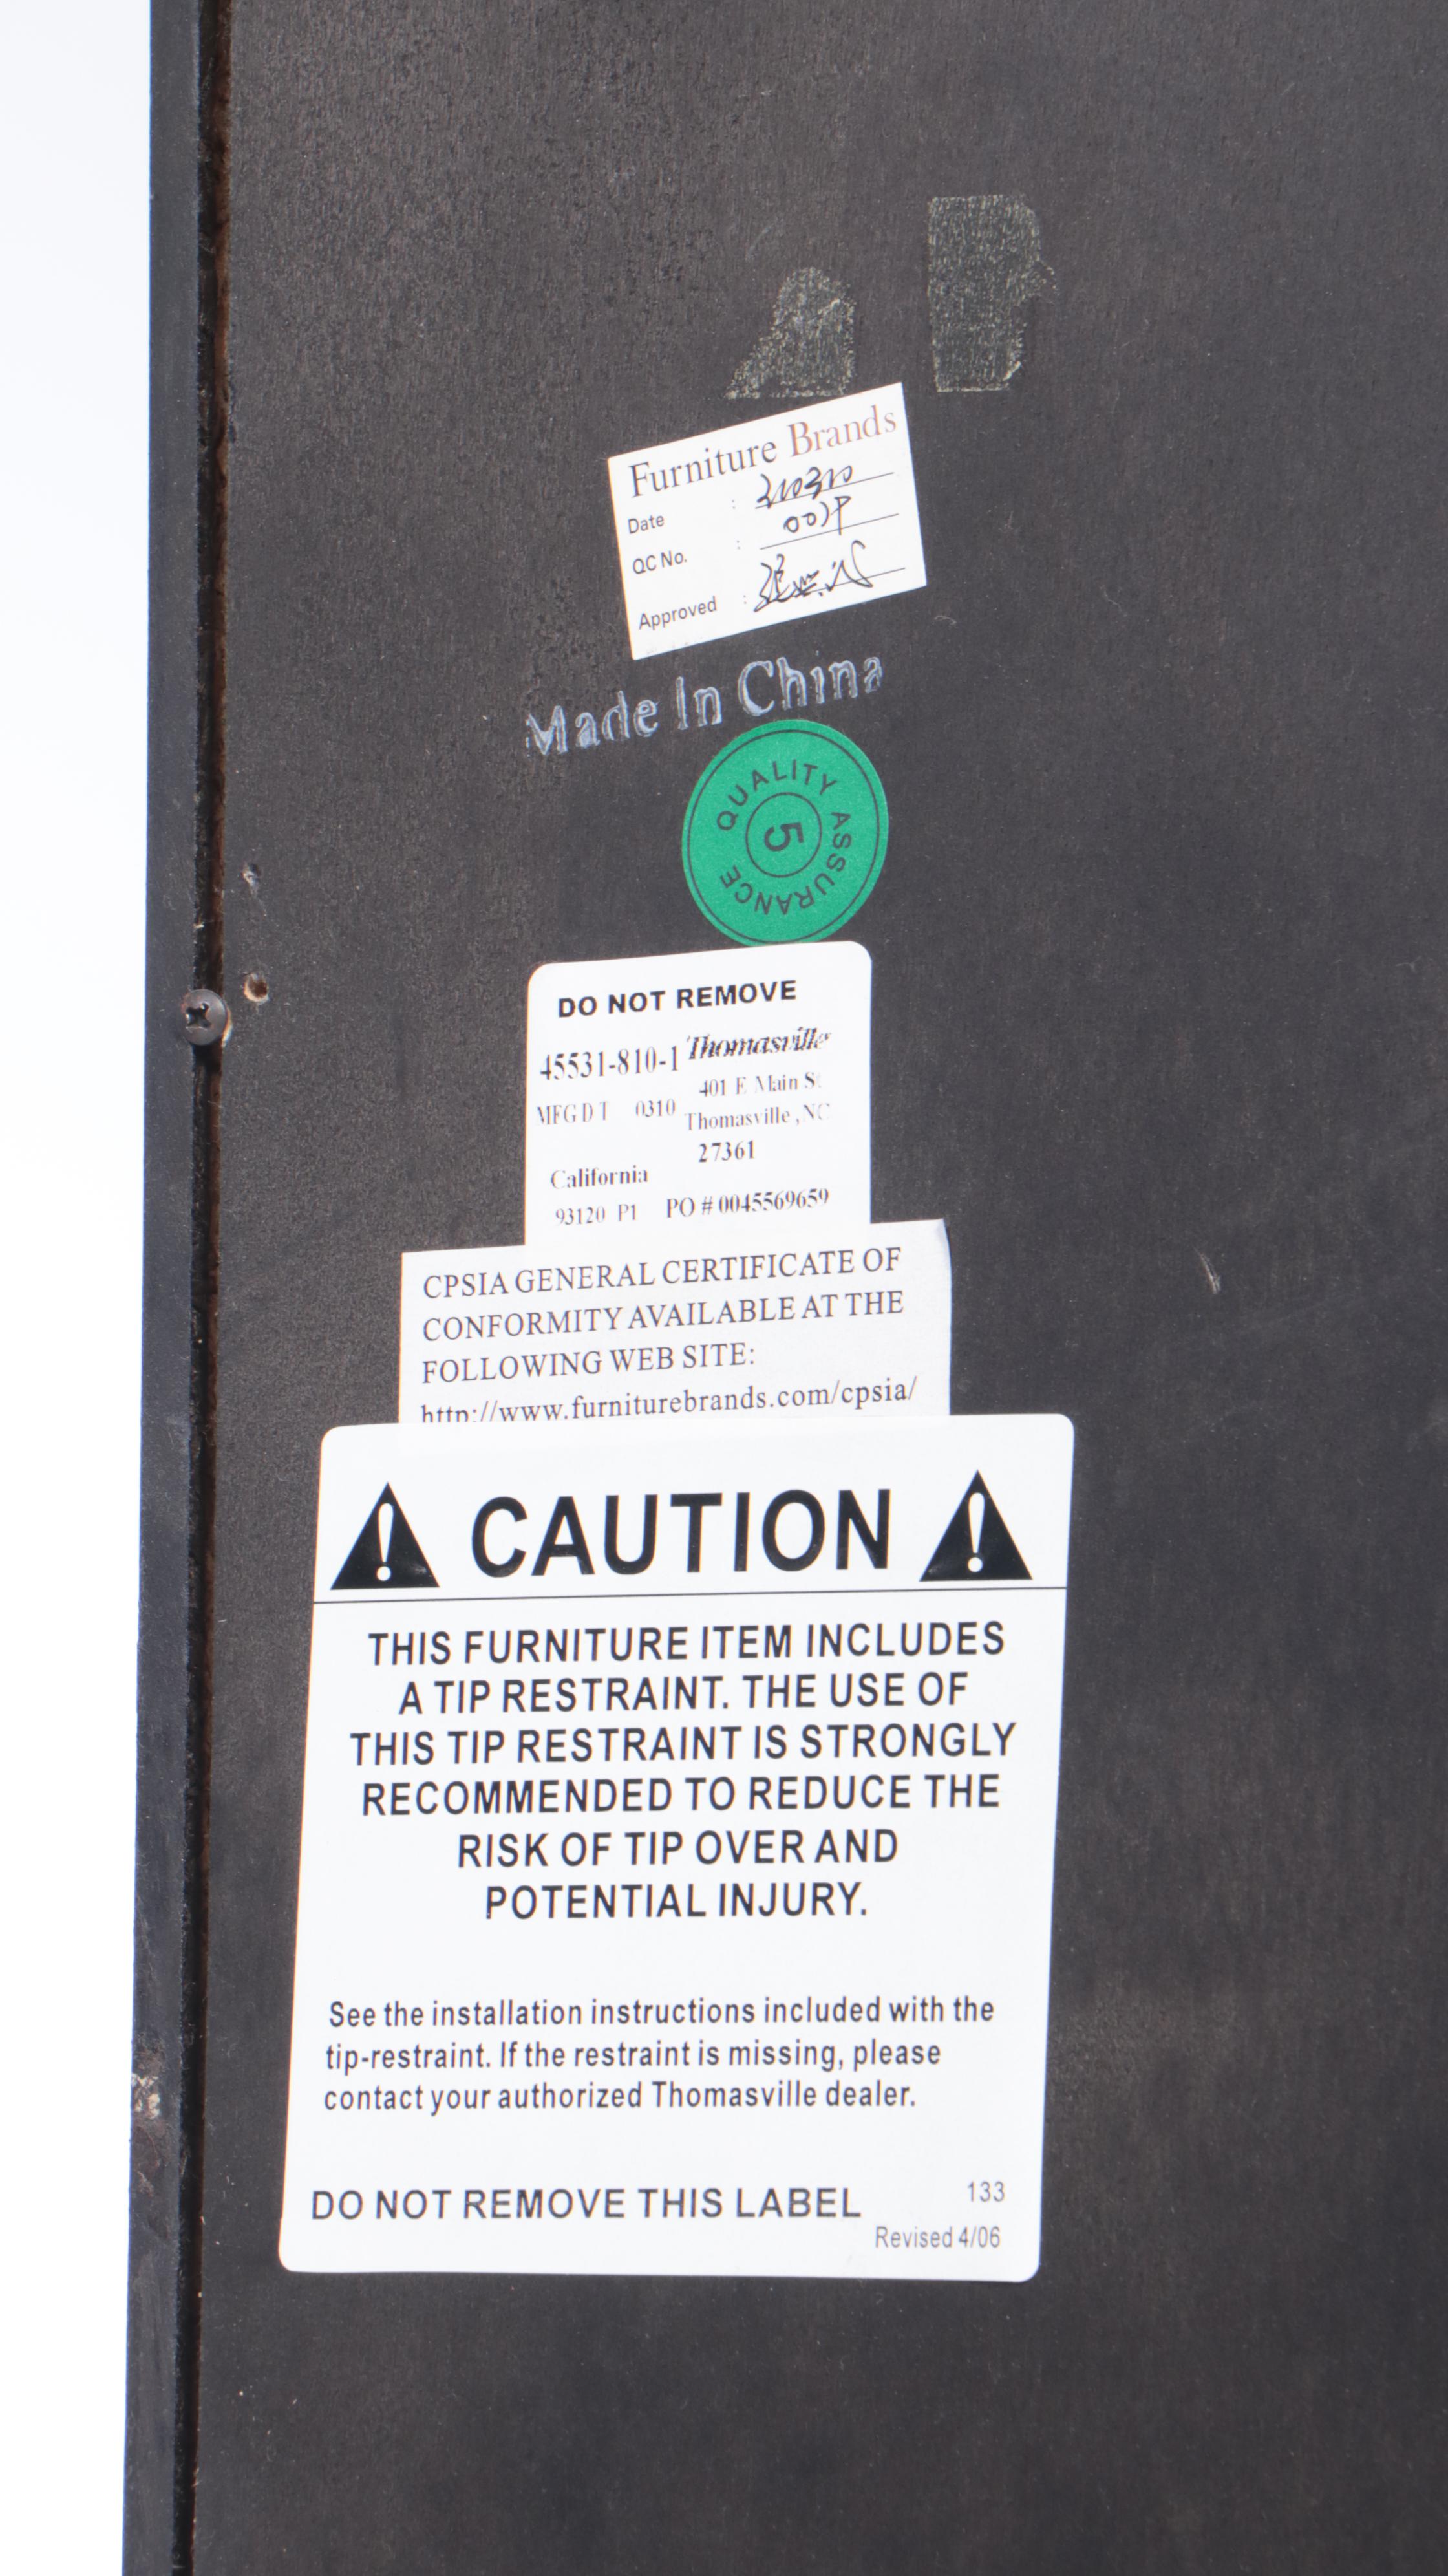 Furniture Brands
Date :
QC No. :
Approved :
Made In China
QUALITY ASSURANCE
5
DO NOT REMOVE
45531-810-1 Thomasville
401 E Main St
MFG DT 0310 Thomasville, NC
27361
California
93120 P1 PO # 0045569659
CPSIA GENERAL CERTIFICATE OF
CONFORMITY AVAILABLE AT THE
FOLLOWING WEB SITE:
http://www.furniturebrands.com/cpsia/
CAUTION
THIS FURNITURE ITEM INCLUDES
A TIP RESTRAINT. THE USE OF
THIS TIP RESTRAINT IS STRONGLY
RECOMMENDED TO REDUCE THE
RISK OF TIP OVER AND
POTENTIAL INJURY.
See the installation instructions included with the
tip-restraint. If the restraint is missing, please
contact your authorized Thomasville dealer.
DO NOT REMOVE THIS LABEL 133
Revised 4/06